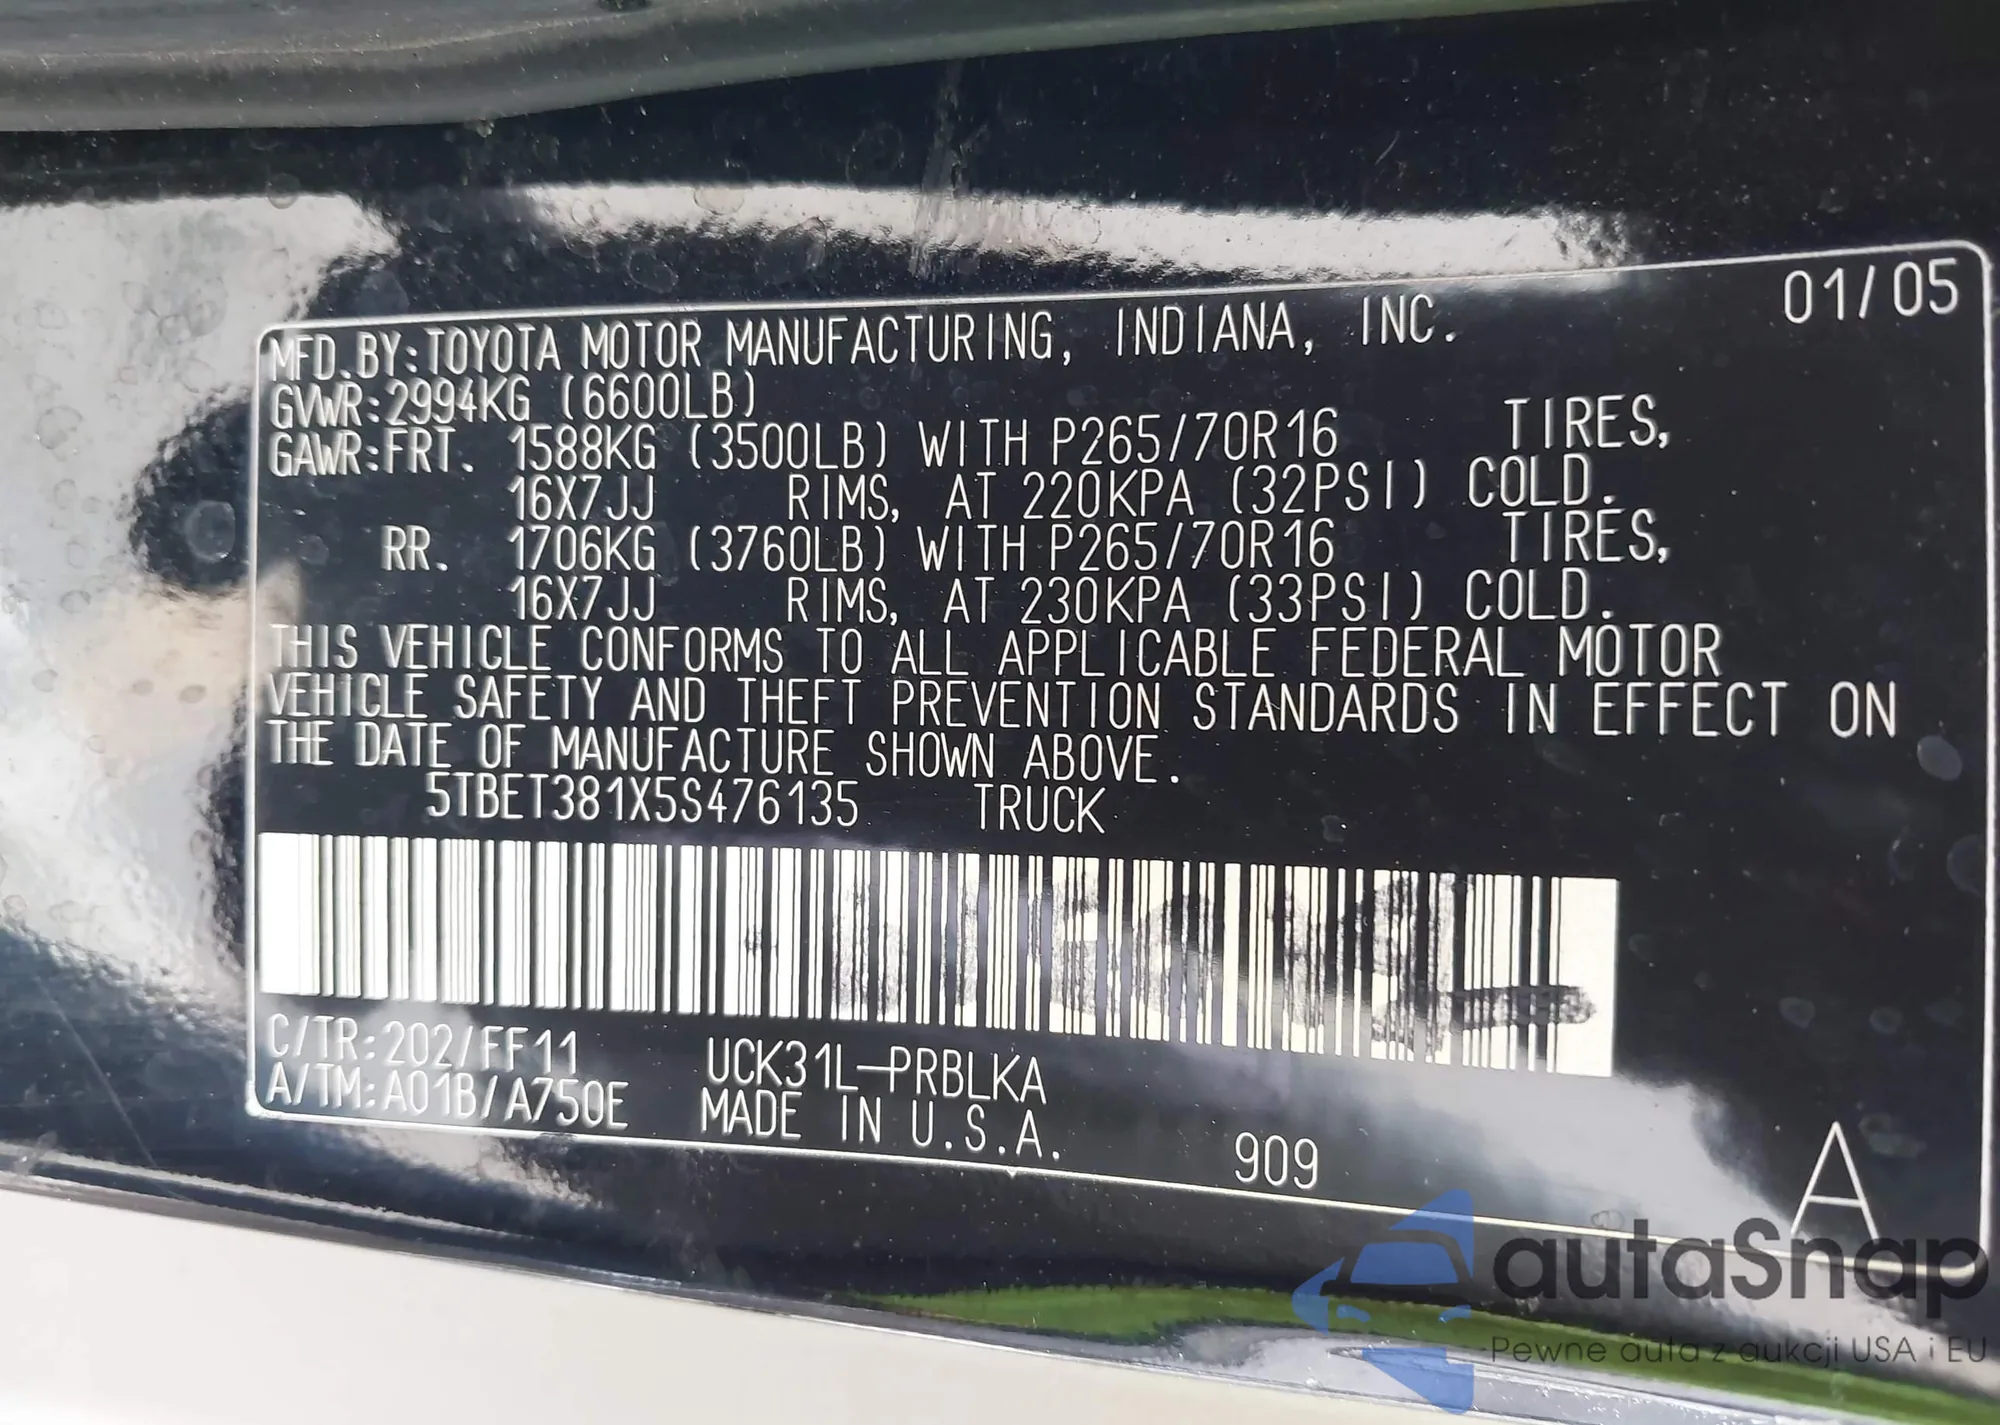 01/05
MFD.BY:TOYOTA MOTOR MANUFACTURING, INDIANA, INC.
GVWR:2994KG (6600LB)
GAWR:FRT. 1588KG (3500LB) WITH P265/70R16 TIRES,
16X7JJ RIMS, AT 220KPA (32PSI) COLD.
RR. 1706KG (3760LB) WITH P265/70R16 TIRES,
16X7JJ RIMS, AT 230KPA (33PSI) COLD.
THIS VEHICLE CONFORMS TO ALL APPLICABLE FEDERAL MOTOR
VEHICLE SAFETY AND THEFT PREVENTION STANDARDS IN EFFECT ON
THE DATE OF MANUFACTURE SHOWN ABOVE.
5TBET381X5S476135 TRUCK
C/TR:202/FF11 UCK31L-PRBLKA
A/TM:A01B/A750E MADE IN U.S.A.
909
A
autaSnap
Pewne auta z aukcji USA i EU